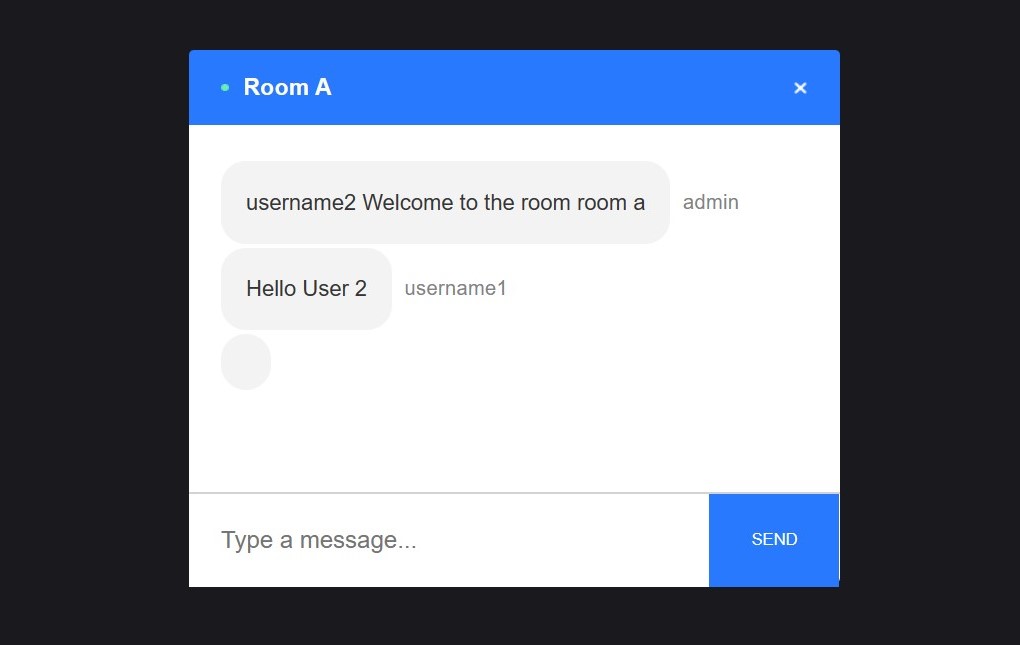 Room A ×
username2 Welcome to the room room a admin
Hello User 2 username1
Type a message... SEND